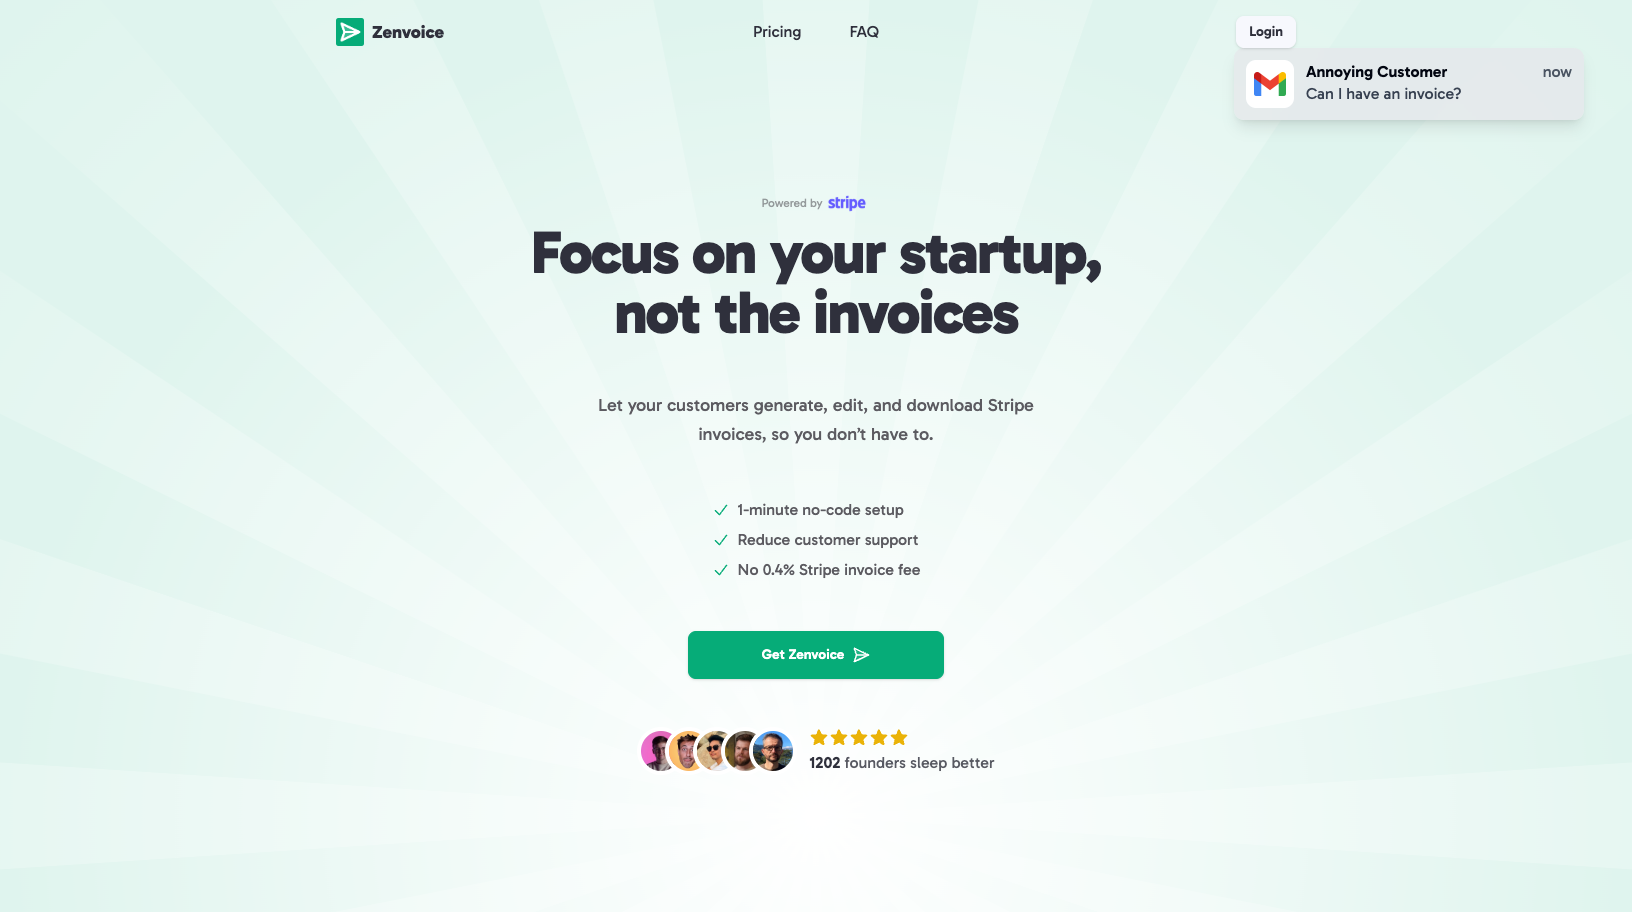 Zenvoice
Pricing
FAQ
Login
Annoying Customer
now
Can I have an invoice?
Powered by stripe
Focus on your startup,
not the invoices
Let your customers generate, edit, and download Stripe
invoices, so you don’t have to.
1-minute no-code setup
Reduce customer support
No 0.4% Stripe invoice fee
Get Zenvoice
1202 founders sleep better